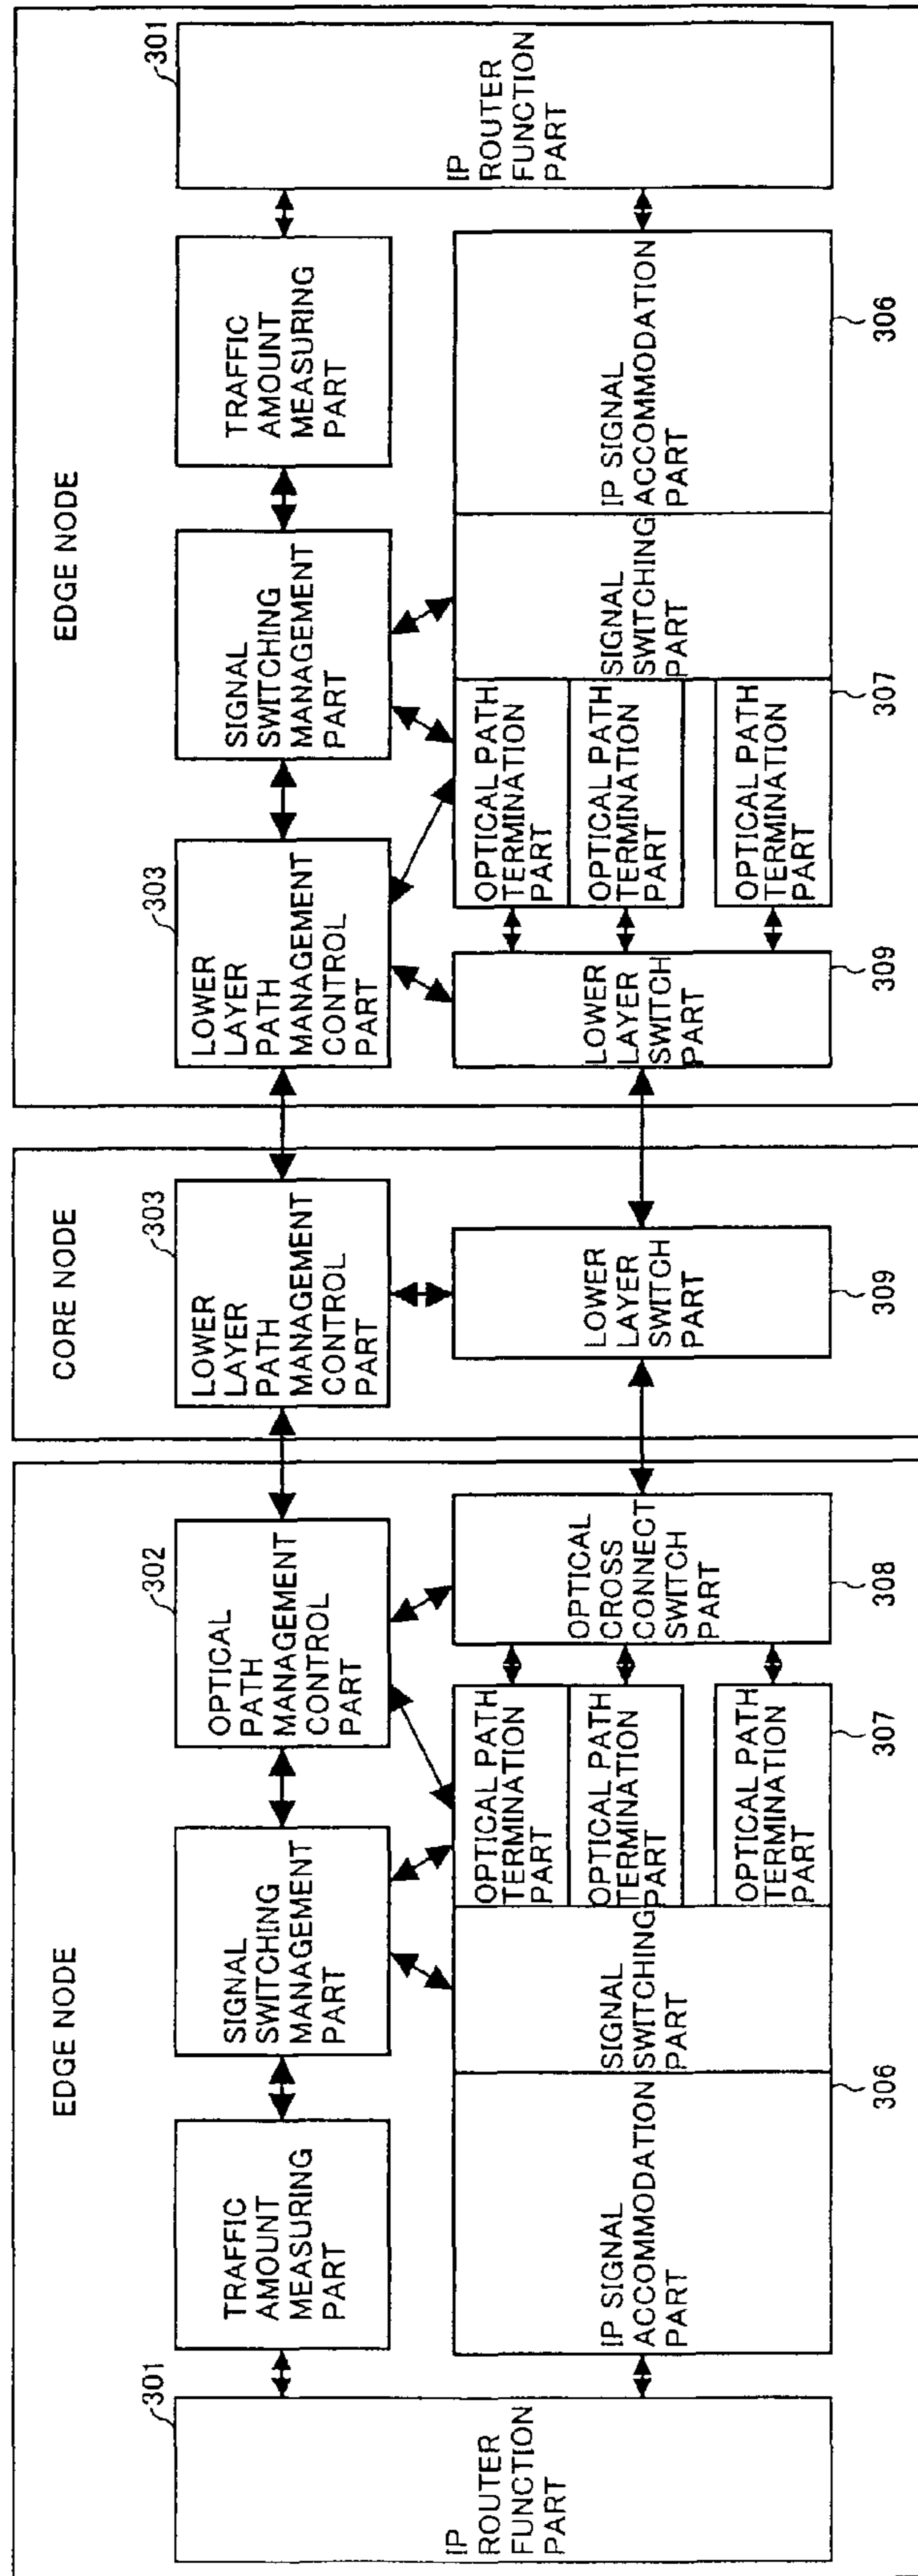 EDGE NODE
301
IP
ROUTER
FUNCTION
PART
TRAFFIC
AMOUNT
MEASURING
PART
SIGNAL
SWITCHING
MANAGEMENT
PART
302
OPTICAL
PATH
MANAGEMENT
CONTROL
PART
IP SIGNAL
ACCOMMODATION
PART
306
SIGNAL
SWITCHING
PART
OPTICAL PATH
TERMINATION
PART
OPTICAL PATH
TERMINATION
PART
OPTICAL PATH
TERMINATION
PART
307
OPTICAL
CROSS
CONNECT
SWITCH
PART
308
CORE NODE
303
LOWER
LAYER
PATH
MANAGEMENT
CONTROL
PART
LOWER
LAYER
SWITCH
PART
309
EDGE NODE
303
LOWER
LAYER
PATH
MANAGEMENT
CONTROL
PART
SIGNAL
SWITCHING
MANAGEMENT
PART
TRAFFIC
AMOUNT
MEASURING
PART
301
IP
ROUTER
FUNCTION
PART
LOWER
LAYER
SWITCH
PART
309
OPTICAL PATH
TERMINATION
PART
OPTICAL PATH
TERMINATION
PART
OPTICAL PATH
TERMINATION
PART
307
SIGNAL
SWITCHING
PART
IP SIGNAL
ACCOMMODATION
PART
306